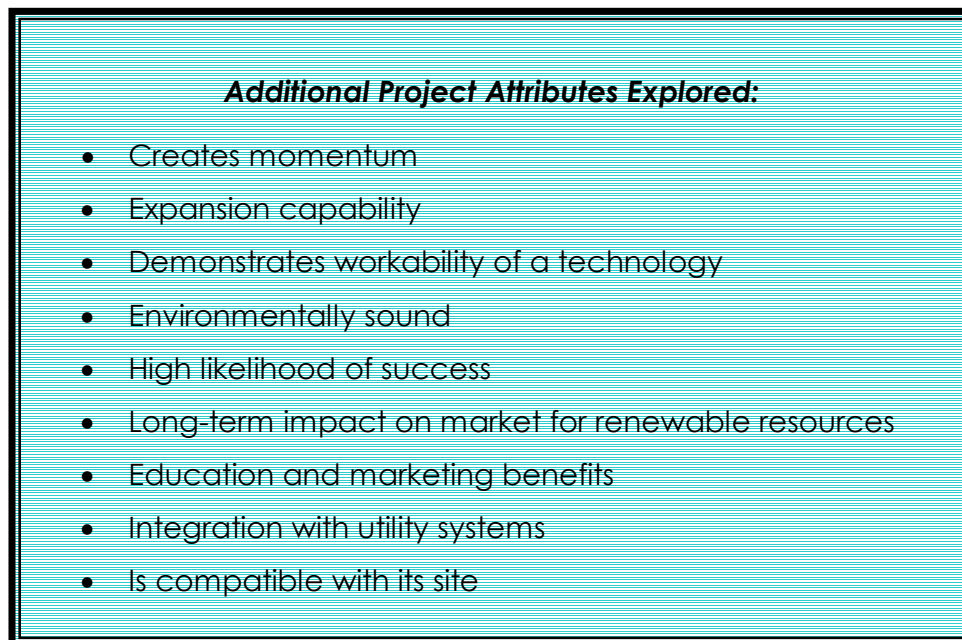 Additional Project Attributes Explored:
• Creates momentum
• Expansion capability
• Demonstrates workability of a technology
• Environmentally sound
• High likelihood of success
• Long-term impact on market for renewable resources
• Education and marketing benefits
• Integration with utility systems
• Is compatible with its site